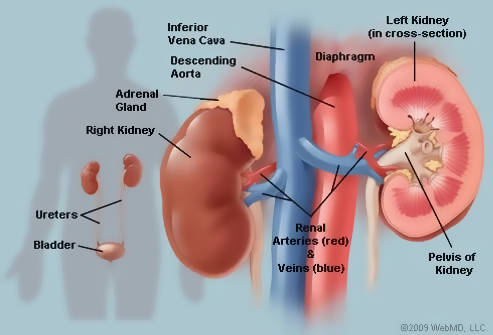 Inferior
Vena Cava
Descending
Aorta
Adrenal
Gland
Right Kidney
Ureters
Bladder
Diaphragm
Left Kidney
(in cross-section)
Renal
Arteries (red)
&
Veins (blue)
Pelvis of
Kidney
©2009 WebMD, LLC.